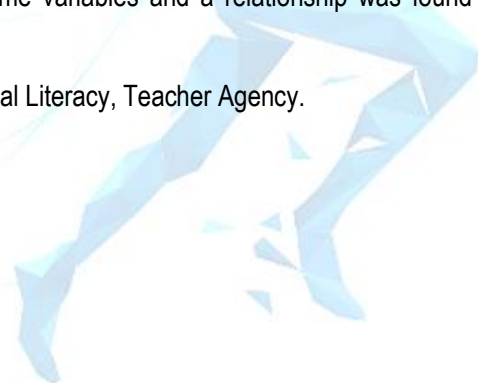 me variables and a relationship was found
al Literacy, Teacher Agency.